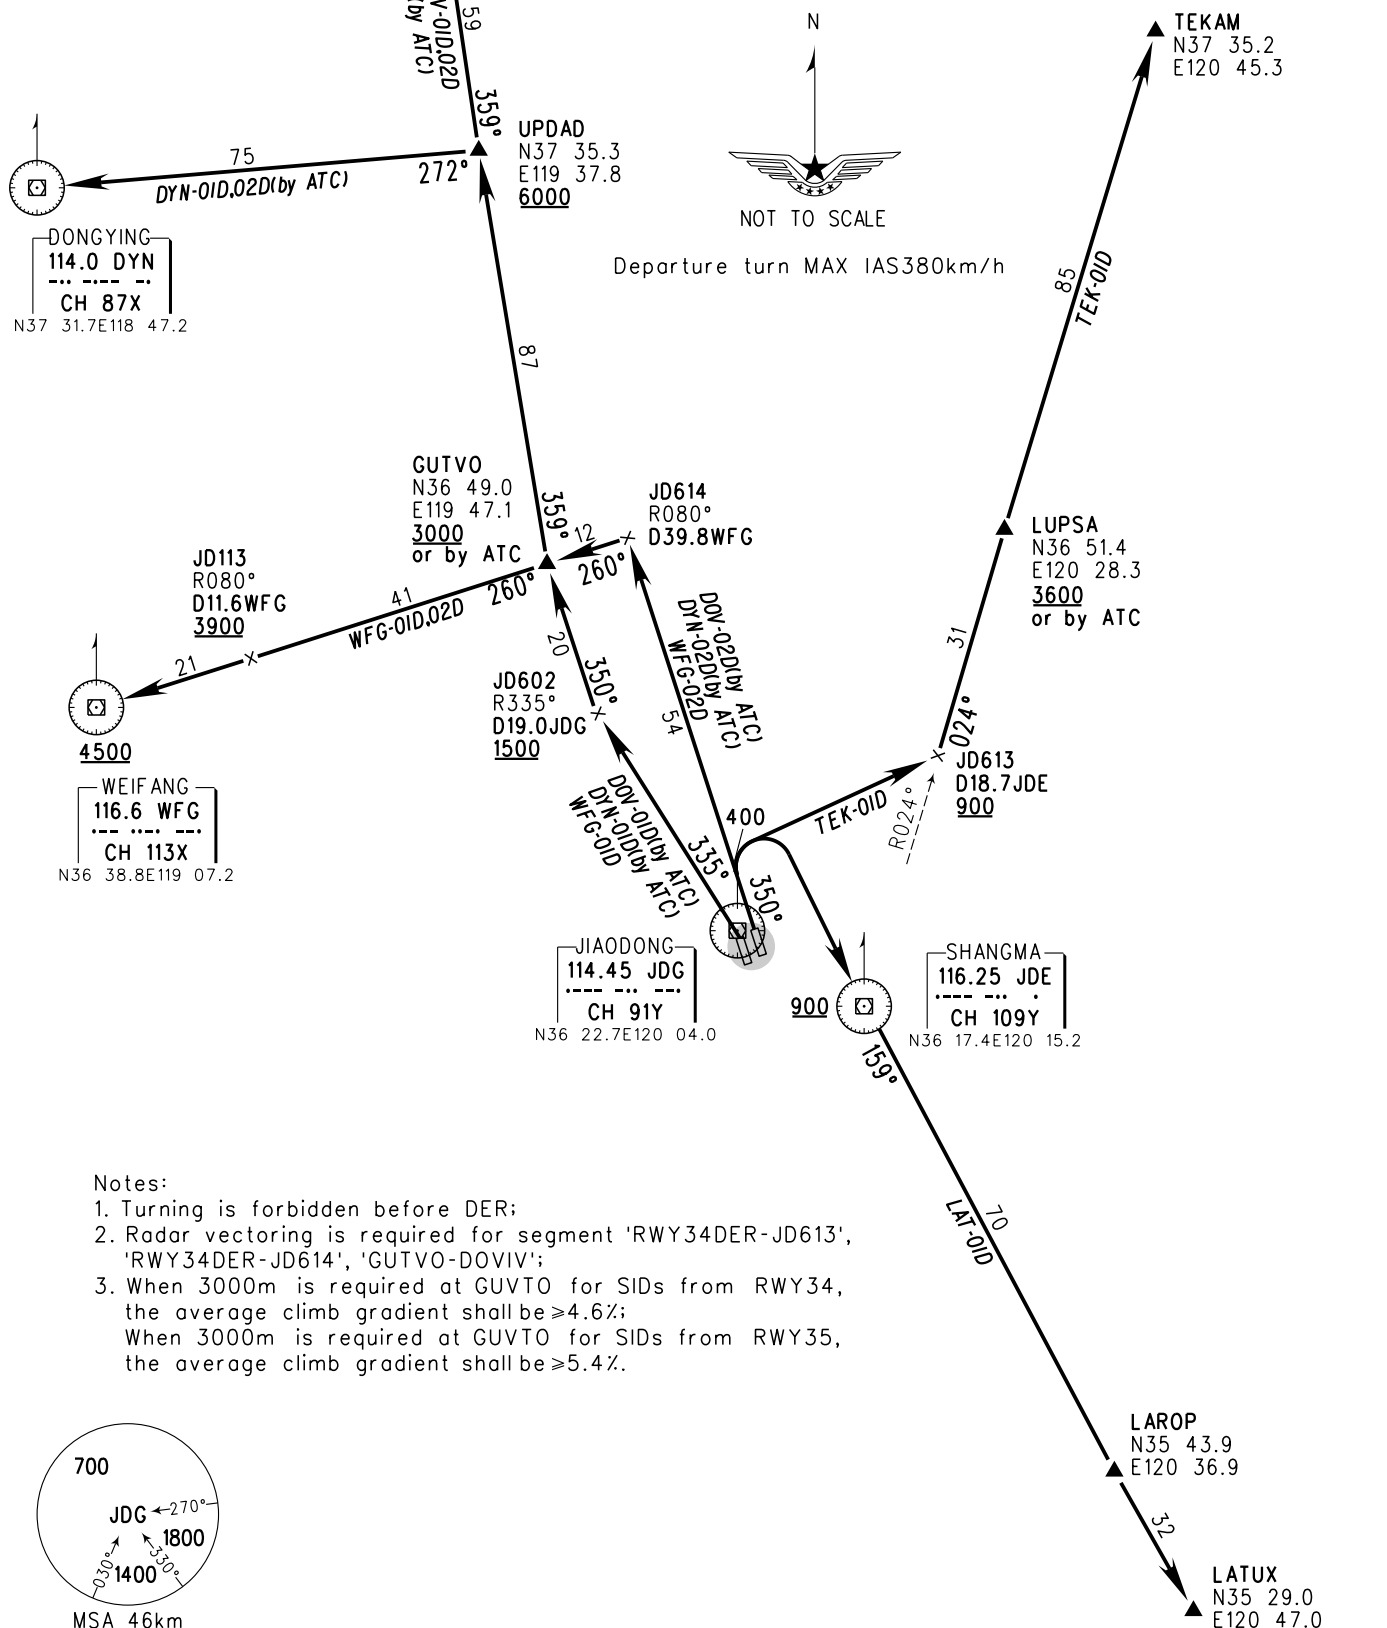 59
V-01D,02D
(by ATC)
359°
N
TEKAM
N37 35.2
E120 45.3
UPDAD
N37 35.3
E119 37.8
6000
75
272°
DYN-01D,02D(by ATC)
NOT TO SCALE
Departure turn MAX IAS380km/h
DONGYING
114.0 DYN
-·· -·-- -·
CH 87X
N37 31.7E118 47.2
85
TEK-01D
87
GUTVO
N36 49.0
E119 47.1
3000
or by ATC
359°
12
260°
JD614
R080°
D39.8WFG
LUPSA
N36 51.4
E120 28.3
3600
or by ATC
JD113
R080°
D11.6WFG
3900
41
260°
WFG-01D,02D
21
4500
WEIFANG
116.6 WFG
·-- ··-· --·
CH 113X
N36 38.8E119 07.2
20
350°
JD602
R335°
D19.0JDG
1500
DOV-02D(by ATC)
DYN-02D(by ATC)
WFG-02D
54
31
024°
JD613
D18.7JDE
900
R024°
TEK-01D
400
DOV-01D(by ATC)
DYN-01D(by ATC)
WFG-01D
335°
350°
JIAODONG
114.45 JDG
·--- -·· --·
CH 91Y
N36 22.7E120 04.0
900
SHANGMA
116.25 JDE
·--- -·· ·
CH 109Y
N36 17.4E120 15.2
159°
70
LAT-01D
Notes:
1. Turning is forbidden before DER;
2. Radar vectoring is required for segment 'RWY34DER-JD613',
'RWY34DER-JD614', 'GUTVO-DOVIV';
3. When 3000m is required at GUVTO for SIDs from RWY34,
the average climb gradient shall be ≥4.6%;
When 3000m is required at GUVTO for SIDs from RWY35,
the average climb gradient shall be ≥5.4%.
LAROP
N35 43.9
E120 36.9
32
LATUX
N35 29.0
E120 47.0
700
JDG
270°
1800
330°
1400
030°
MSA 46km